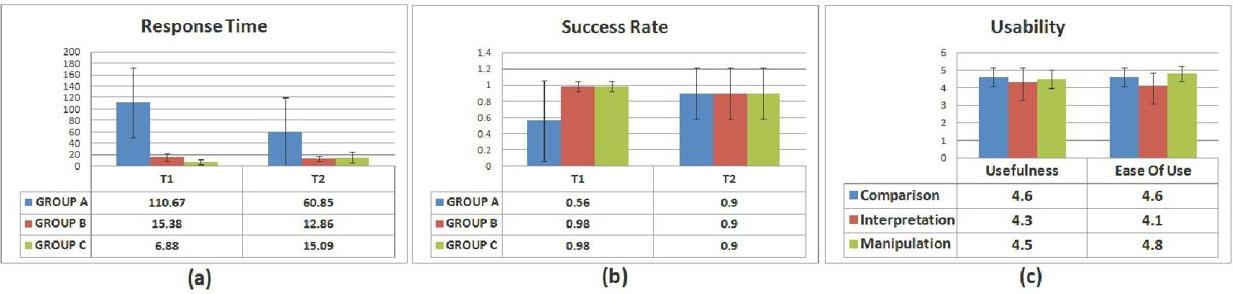 Response Time
200
180
160
140
120
100
80
60
40
20
0
T1 T2
GROUP A 110.67 60.85
GROUP B 15.38 12.86
GROUP C 6.88 15.09
(a)
Success Rate
1.4
1.2
1
0.8
0.6
0.4
0.2
0
T1 T2
GROUP A 0.56 0.9
GROUP B 0.98 0.9
GROUP C 0.98 0.9
(b)
Usability
6
5
4
3
2
1
0
Usefulness Ease Of Use
Comparison 4.6 4.6
Interpretation 4.3 4.1
Manipulation 4.5 4.8
(c)